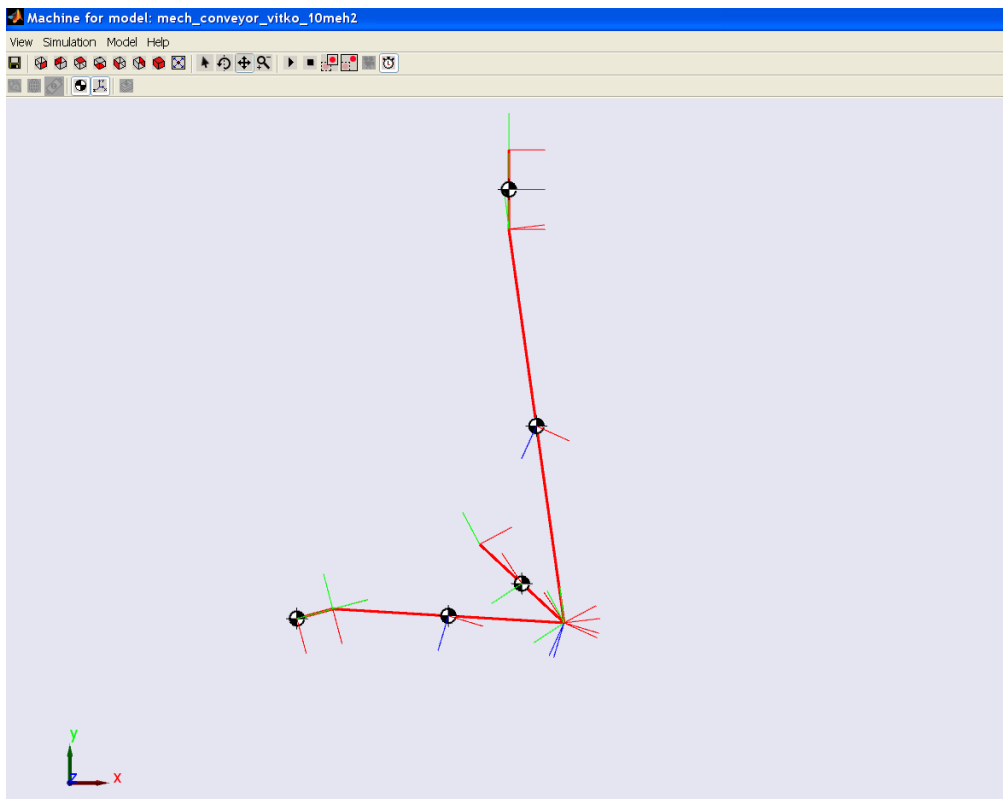 Machine for model: mech_conveyor_vitko_10meh2
View Simulation Model Help
y
z x